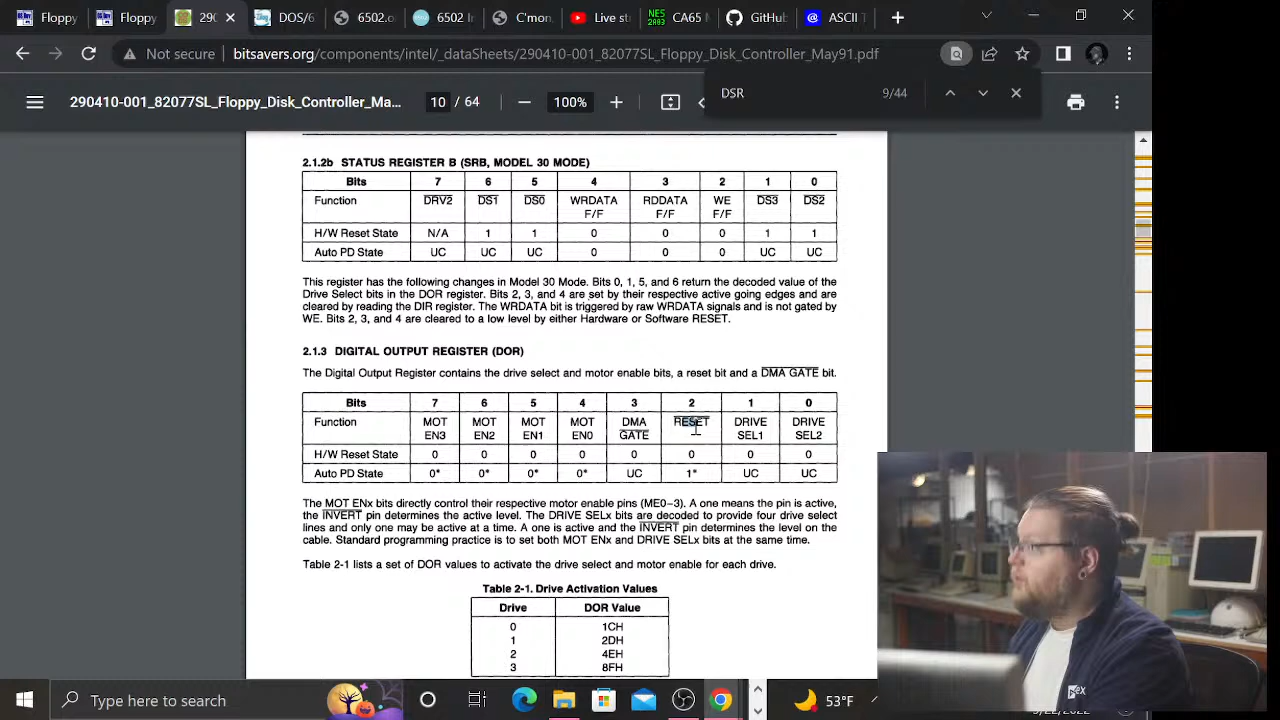 Floppy
Floppy
290
DOS/6
6502.o
6502 Ir
C'mn
Live st
CA65 M
GitHub
ASCII T
Not secure
bitsavers.org/components/intel/_dataSheets/290410-001_82077SL_Floppy_Disk_Controller_May91.pdf
290410-001_82077SL_Floppy_Disk_Controller_Ma...
10 / 64
100%
DSR
9/44
2.1.2b STATUS REGISTER B (SRB, MODEL 30 MODE)
Bits 7 6 5 4 3 2 1 0
Function DRV2 DS1 DS0 WRDATA RDDATA WE DS3 DS2
F/F F/F F/F
H/W Reset State N/A 1 1 0 0 0 1 1
Auto PD State UC UC UC 0 0 0 UC UC
This register has the following changes in Model 30 Mode. Bits 0, 1, 5, and 6 return the decoded value of the
Drive Select bits in the DOR register. Bits 2, 3, and 4 are set by their respective active going edges and are
cleared by reading the DIR register. The WRDATA bit is triggered by raw WRDATA signals and is not gated by
WE. Bits 2, 3, and 4 are cleared to a low level by either Hardware or Software RESET.
2.1.3 DIGITAL OUTPUT REGISTER (DOR)
The Digital Output Register contains the drive select and motor enable bits, a reset bit and a DMA GATE bit.
Bits 7 6 5 4 3 2 1 0
Function MOT MOT MOT MOT DMA RESET DRIVE DRIVE
EN3 EN2 EN1 EN0 GATE SEL1 SEL2
H/W Reset State 0 0 0 0 0 0 0 0
Auto PD State 0* 0* 0* 0* UC 1* UC UC
The MOT ENx bits directly control their respective motor enable pins (ME0–3). A one means the pin is active,
the INVERT pin determines the active level. The DRIVE SELx bits are decoded to provide four drive select
lines and only one may be active at a time. A one is active and the INVERT pin determines the level on the
cable. Standard programming practice is to set both MOT ENx and DRIVE SELx bits at the same time.
Table 2-1 lists a set of DOR values to activate the drive select and motor enable for each drive.
Table 2-1. Drive Activation Values
Drive DOR Value
0 1CH
1 2DH
2 4EH
3 8FH
Type here to search
53°F
9/22/2022